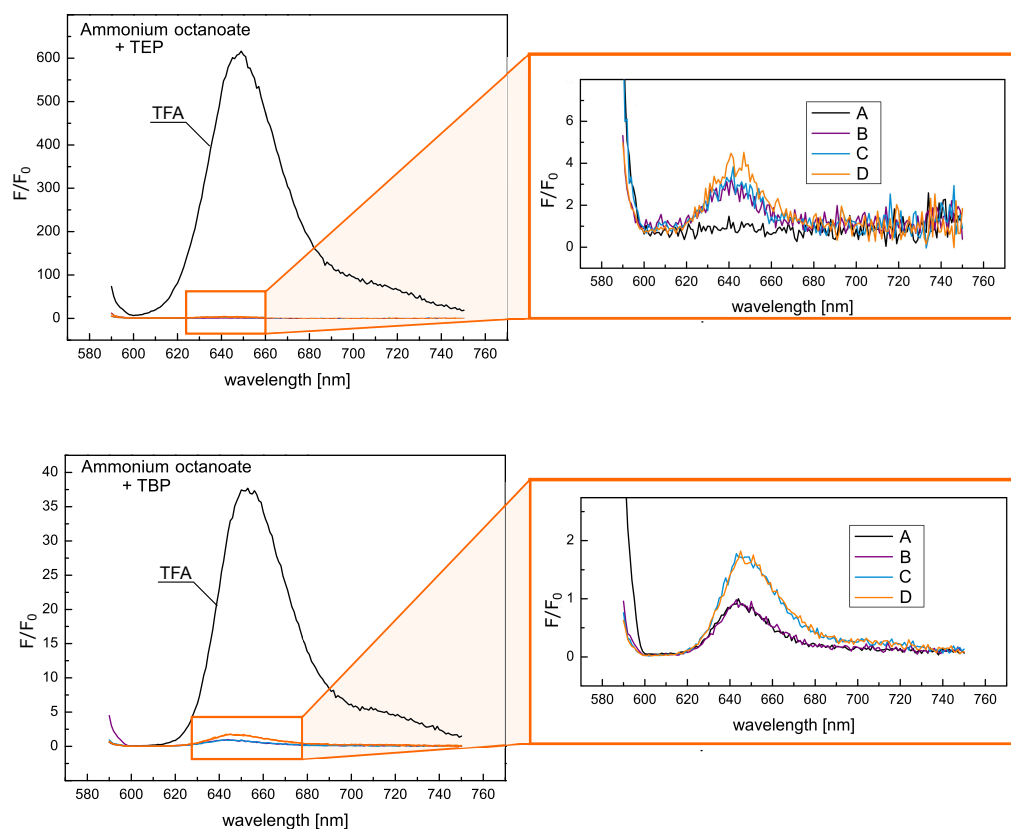 Ammonium octanoate
+ TEP
TFA
F/F0
600
500
400
300
200
100
0
580 600 620 640 660 680 700 720 740 760
wavelength [nm]
A
B
C
D
F/F0
6
4
2
0
580 600 620 640 660 680 700 720 740 760
wavelength [nm]
Ammonium octanoate
+ TBP
TFA
F/F0
40
35
30
25
20
15
10
5
0
580 600 620 640 660 680 700 720 740 760
wavelength [nm]
A
B
C
D
F/F0
2
1
0
580 600 620 640 660 680 700 720 740 760
wavelength [nm]